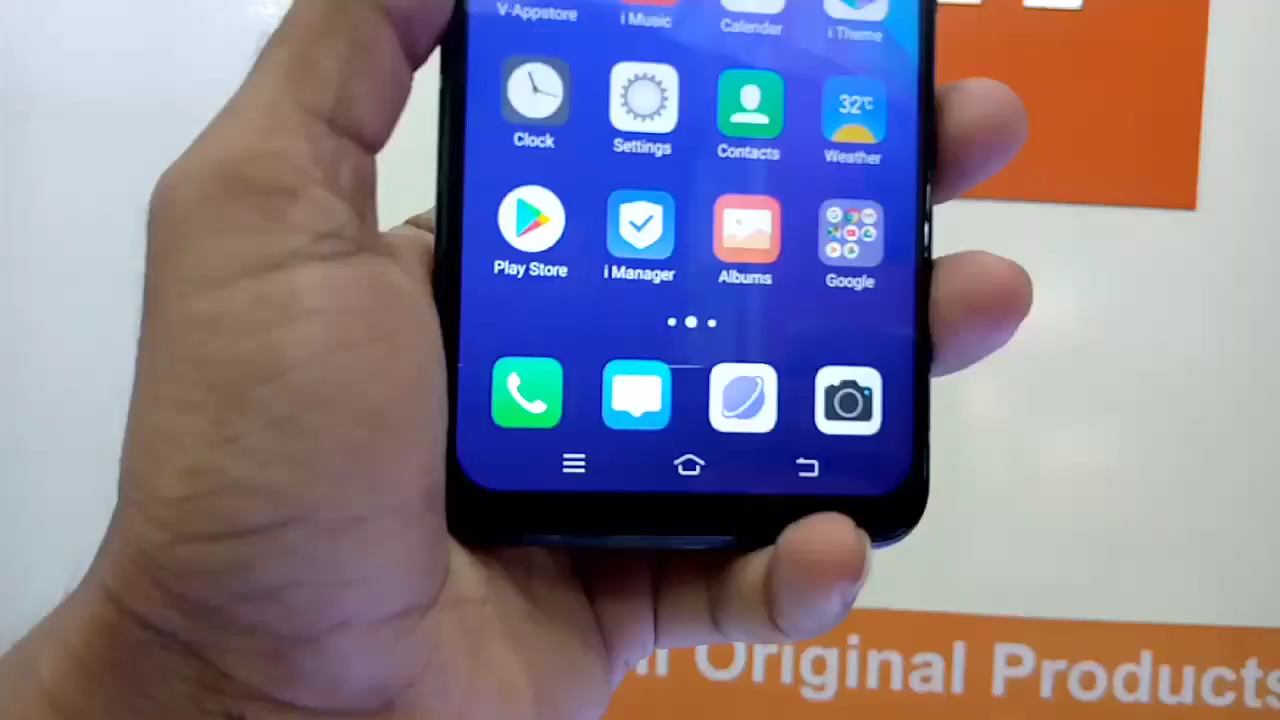 V-Appstore
i Music
Calendar
i Theme
32℃
Clock
Settings
Contacts
Weather
Play Store
i Manager
Albums
Google
Original Products